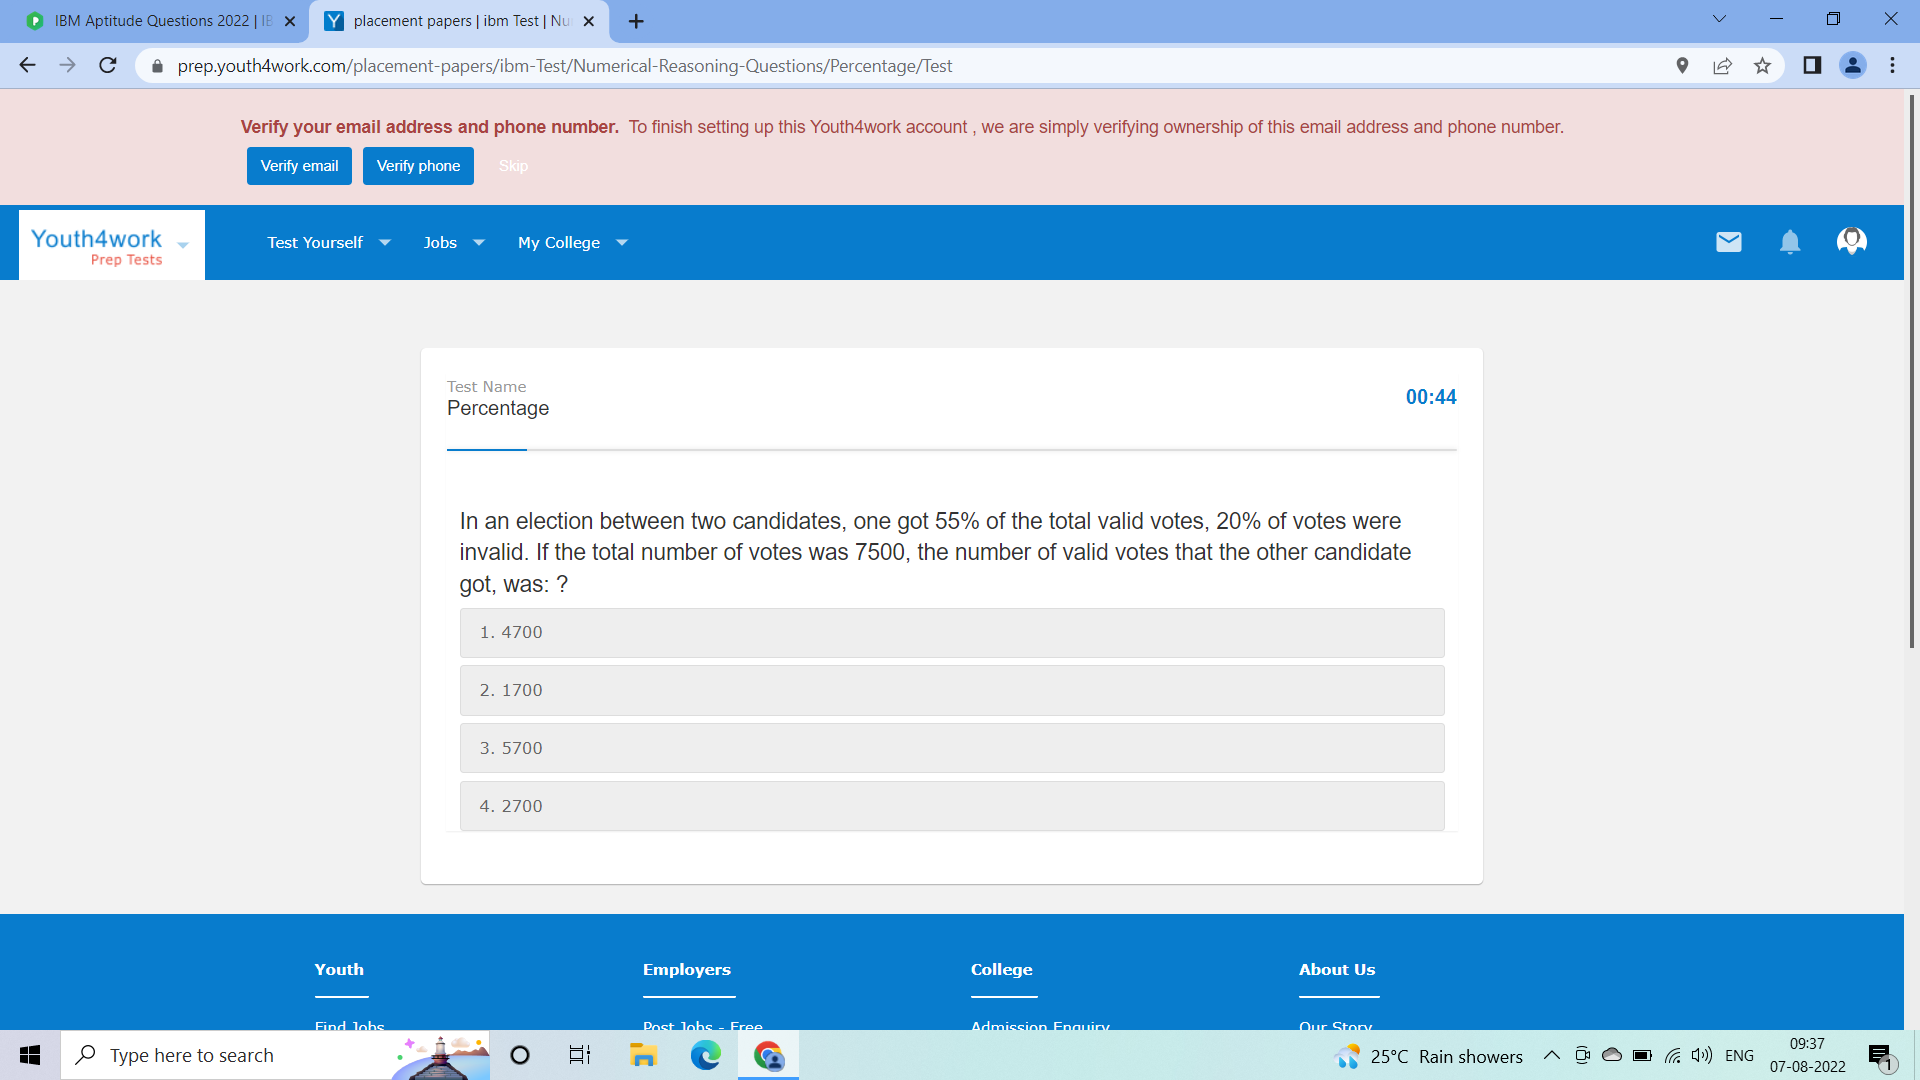 IBM Aptitude Questions 2022 | IB
placement papers | ibm Test | Nu
prep.youth4work.com/placement-papers/ibm-Test/Numerical-Reasoning-Questions/Percentage/Test
Verify your email address and phone number. To finish setting up this Youth4work account , we are simply verifying ownership of this email address and phone number.
Verify email Verify phone Skip
Youth4work
Prep Tests
Test Yourself Jobs My College
Test Name
Percentage
00:44
In an election between two candidates, one got 55% of the total valid votes, 20% of votes were
invalid. If the total number of votes was 7500, the number of valid votes that the other candidate
got, was: ?
1. 4700
2. 1700
3. 5700
4. 2700
Youth Employers College About Us
Find Jobs Post Jobs - Free Admission Enquiry Our Story
Type here to search
25°C Rain showers
ENG
09:37
07-08-2022
1